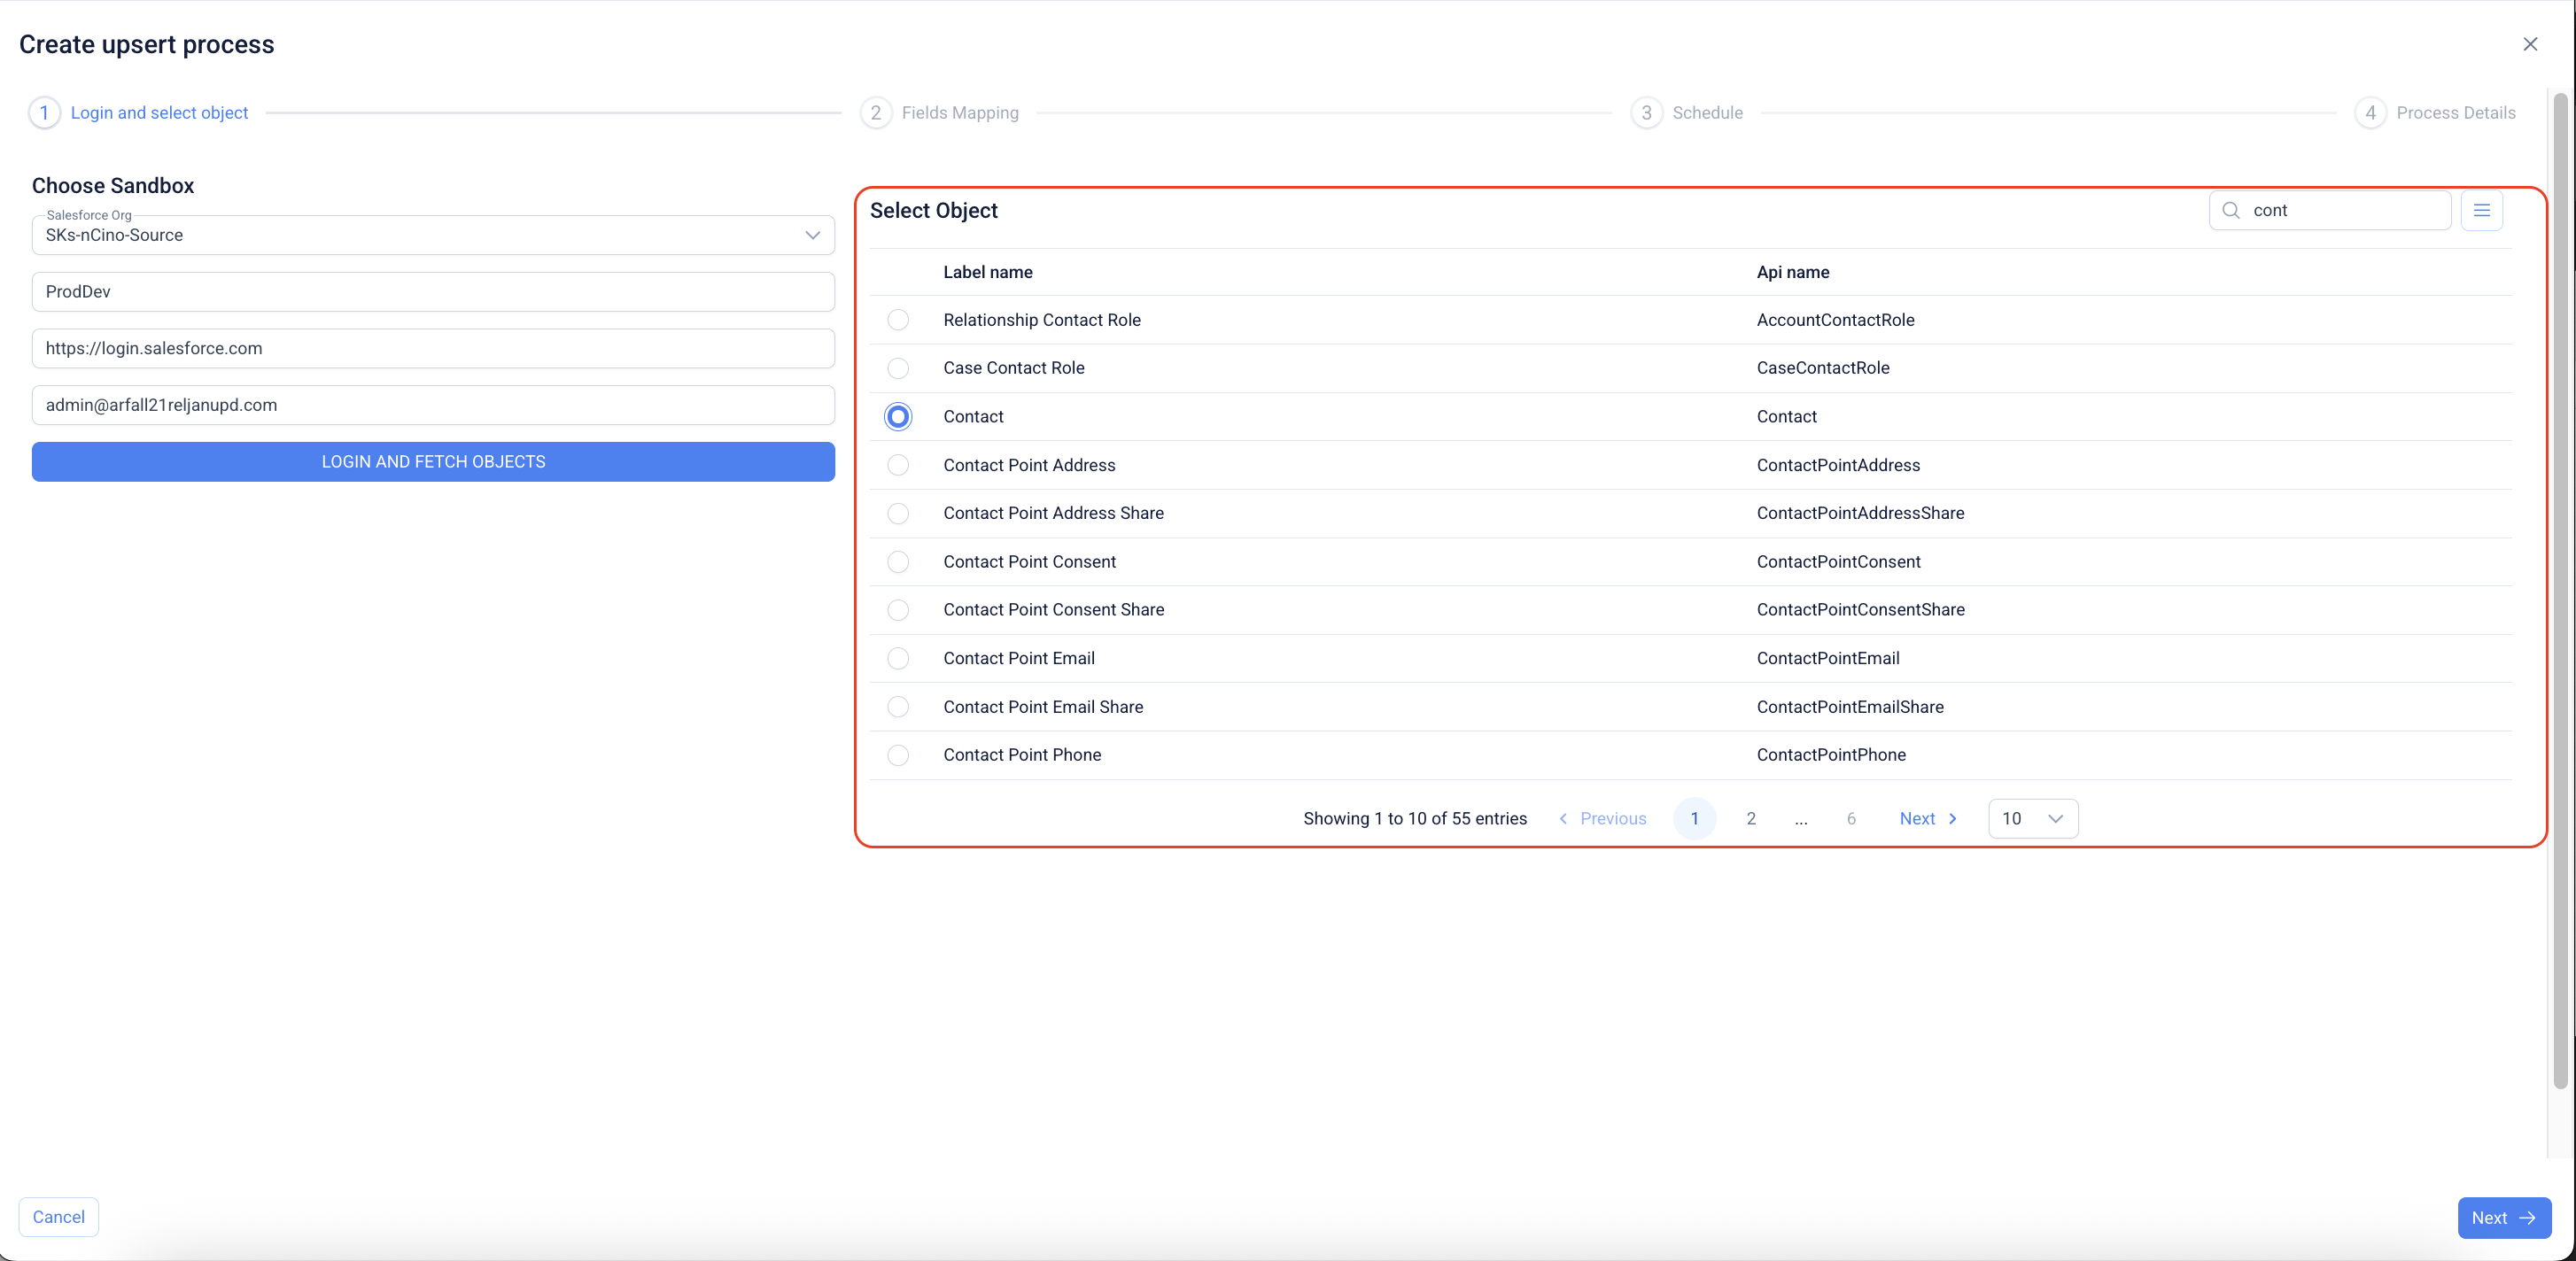 Create upsert process
1 Login and select object 2 Fields Mapping 3 Schedule 4 Process Details
Choose Sandbox
Salesforce Org
SKs-nCino-Source
ProdDev
https://login.salesforce.com
admin@arfall21reljanupd.com
LOGIN AND FETCH OBJECTS
Select Object
cont
Label name Api name
Relationship Contact Role AccountContactRole
Case Contact Role CaseContactRole
Contact Contact
Contact Point Address ContactPointAddress
Contact Point Address Share ContactPointAddressShare
Contact Point Consent ContactPointConsent
Contact Point Consent Share ContactPointConsentShare
Contact Point Email ContactPointEmail
Contact Point Email Share ContactPointEmailShare
Contact Point Phone ContactPointPhone
Showing 1 to 10 of 55 entries Previous 1 2 ... 6 Next 10
Cancel Next